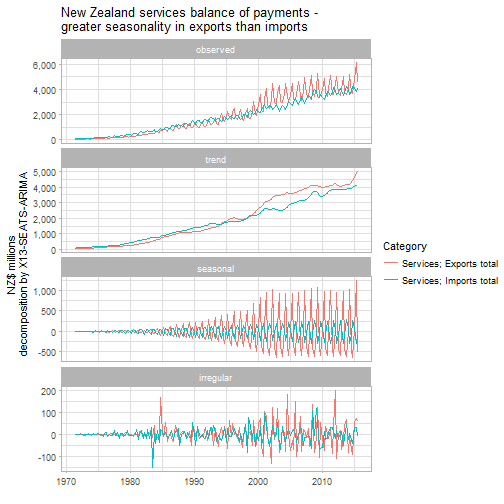 New Zealand services balance of payments -
greater seasonality in exports than imports
observed
6,000
4,000
2,000
0
trend
5,000
4,000
3,000
2,000
1,000
0
seasonal
1,000
500
0
-500
irregular
200
100
0
-100
1970
1980
1990
2000
2010
NZ$ millions
decomposition by X13-SEATS-ARIMA
Category
Services; Exports total
Services; Imports total